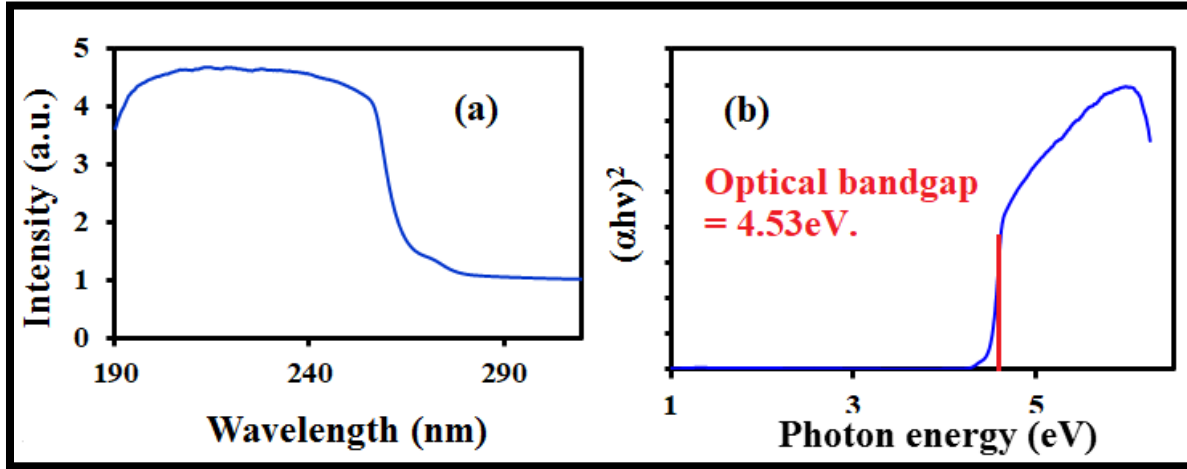 5
4
3
2
1
0
Intensity (a.u.)
(a)
190
240
290
Wavelength (nm)
(b)
(αhν)²
Optical bandgap
= 4.53eV.
1
3
5
Photon energy (eV)